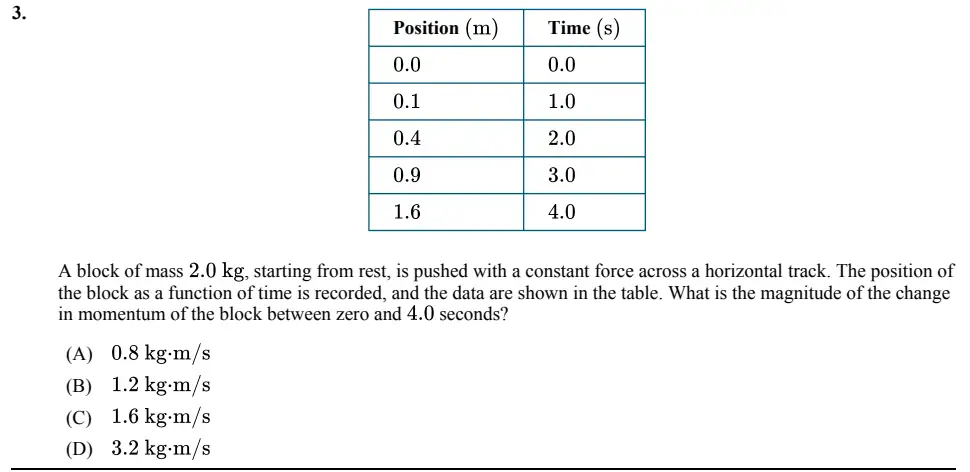 3.
Position (m) Time (s)
0.0 0.0
0.1 1.0
0.4 2.0
0.9 3.0
1.6 4.0
A block of mass 2.0 kg, starting from rest, is pushed with a constant force across a horizontal track. The position of
the block as a function of time is recorded, and the data are shown in the table. What is the magnitude of the change
in momentum of the block between zero and 4.0 seconds?
(A) 0.8 kg·m/s
(B) 1.2 kg·m/s
(C) 1.6 kg·m/s
(D) 3.2 kg·m/s